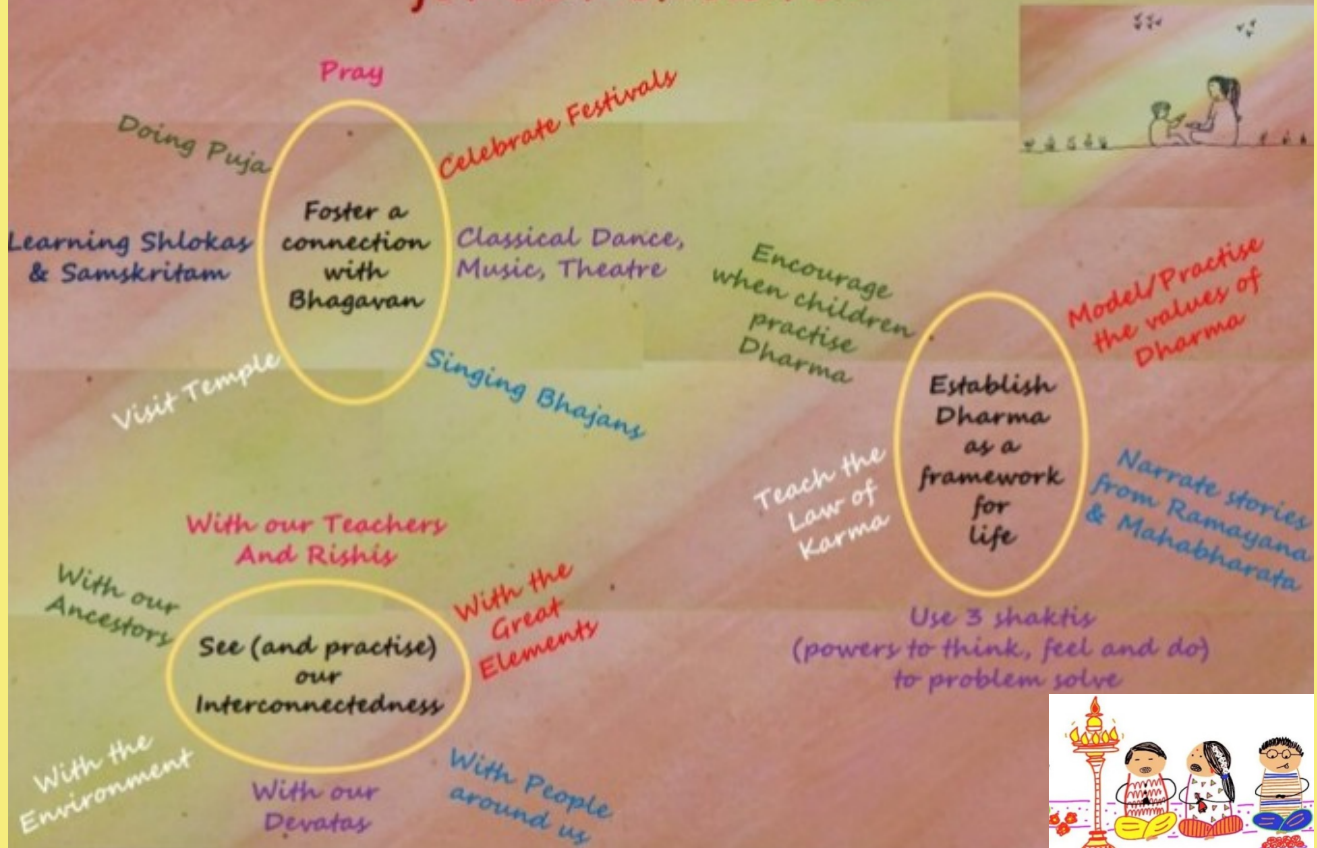 Pray
Doing Puja
Celebrate Festivals
Learning Shlokas
& Samskritam
Foster a
connection
with
Bhagavan
Classical Dance,
Music, Theatre
Visit Temple
Singing Bhajans
Encourage
when children
practise
Dharma
Model/Practise
the values of
Dharma
Establish
Dharma
as a
framework
for
life
Teach the
Law of
Karma
Narrate stories
from Ramayana
& Mahabharata
Use 3 shaktis
(powers to think, feel and do)
to problem solve
With our Teachers
And Rishis
With our
Ancestors
With the
Great
Elements
See (and practise)
our
Interconnectedness
With the
Environment
With our
Devatas
With People
around us